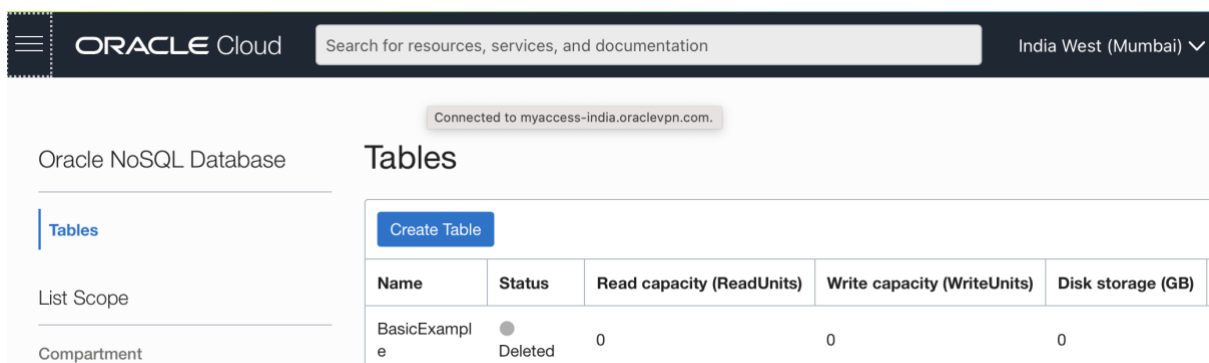 ORACLE Cloud
Search for resources, services, and documentation
India West (Mumbai)
Connected to myaccess-india.oraclevpn.com.
Oracle NoSQL Database
Tables
Tables
Create Table
List Scope
Name Status Read capacity (ReadUnits) Write capacity (WriteUnits) Disk storage (GB)
BasicExampl
e
Deleted
0 0 0
Compartment